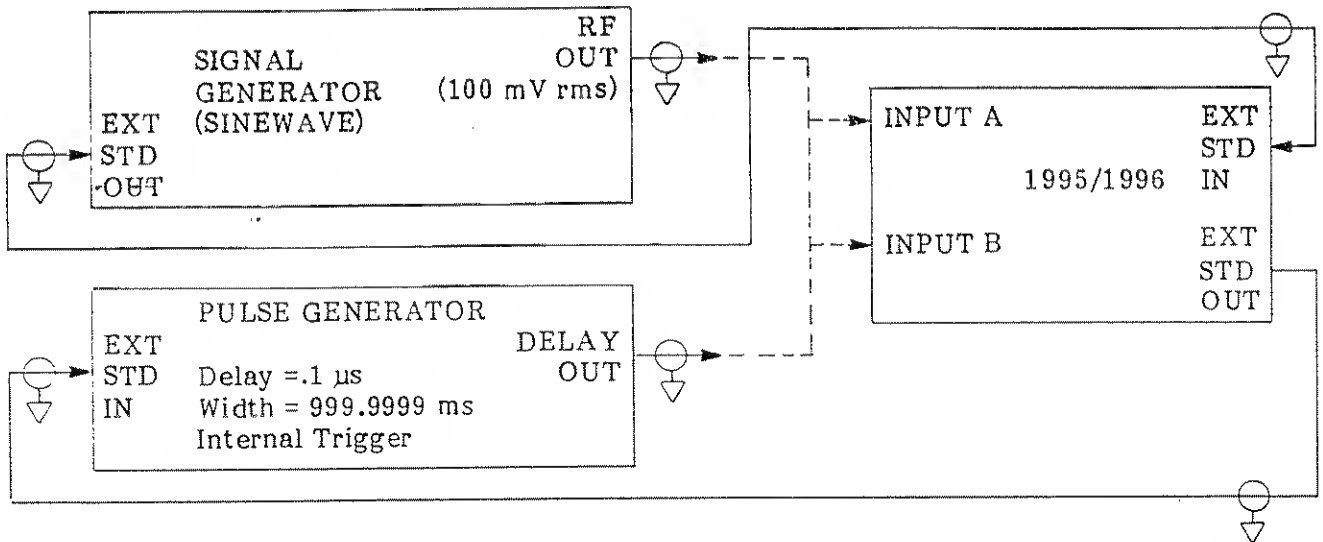 RF
OUT
(100 mV rms)
SIGNAL
GENERATOR
(SINEWAVE)
EXT
STD
OUT
INPUT A
INPUT B
1995/1996
EXT
STD
IN
EXT
STD
OUT
PULSE GENERATOR
EXT
STD
IN
Delay =.1 µs
Width = 999.9999 ms
Internal Trigger
DELAY
OUT